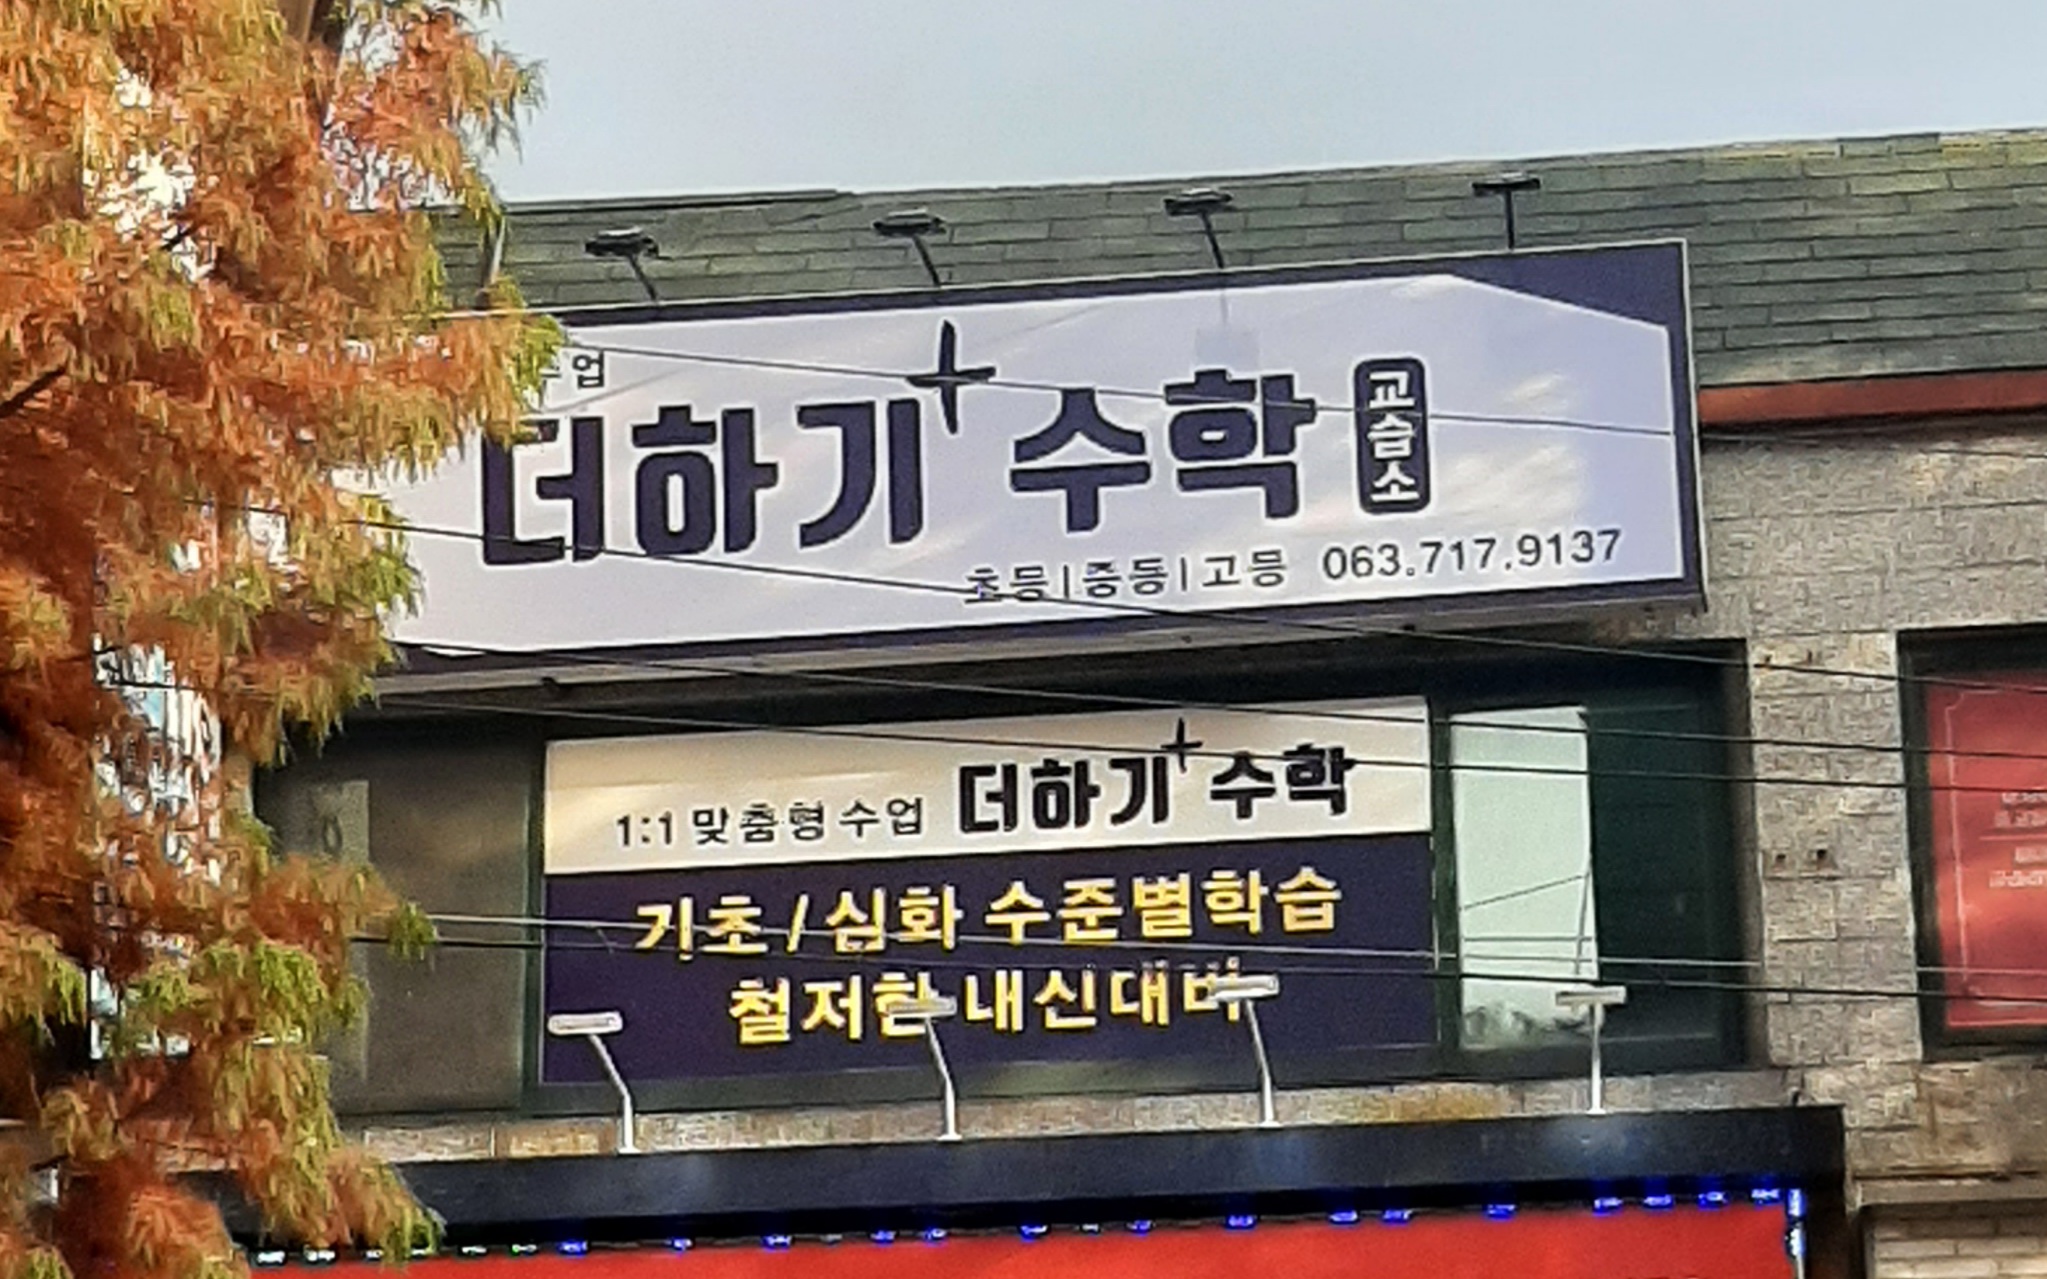 수업
더하기+ 수학 교습소
초등|중등|고등 063.717.9137
1:1 맞춤형 수업 더하기+ 수학
기초/심화 수준별학습
철저한 내신대비